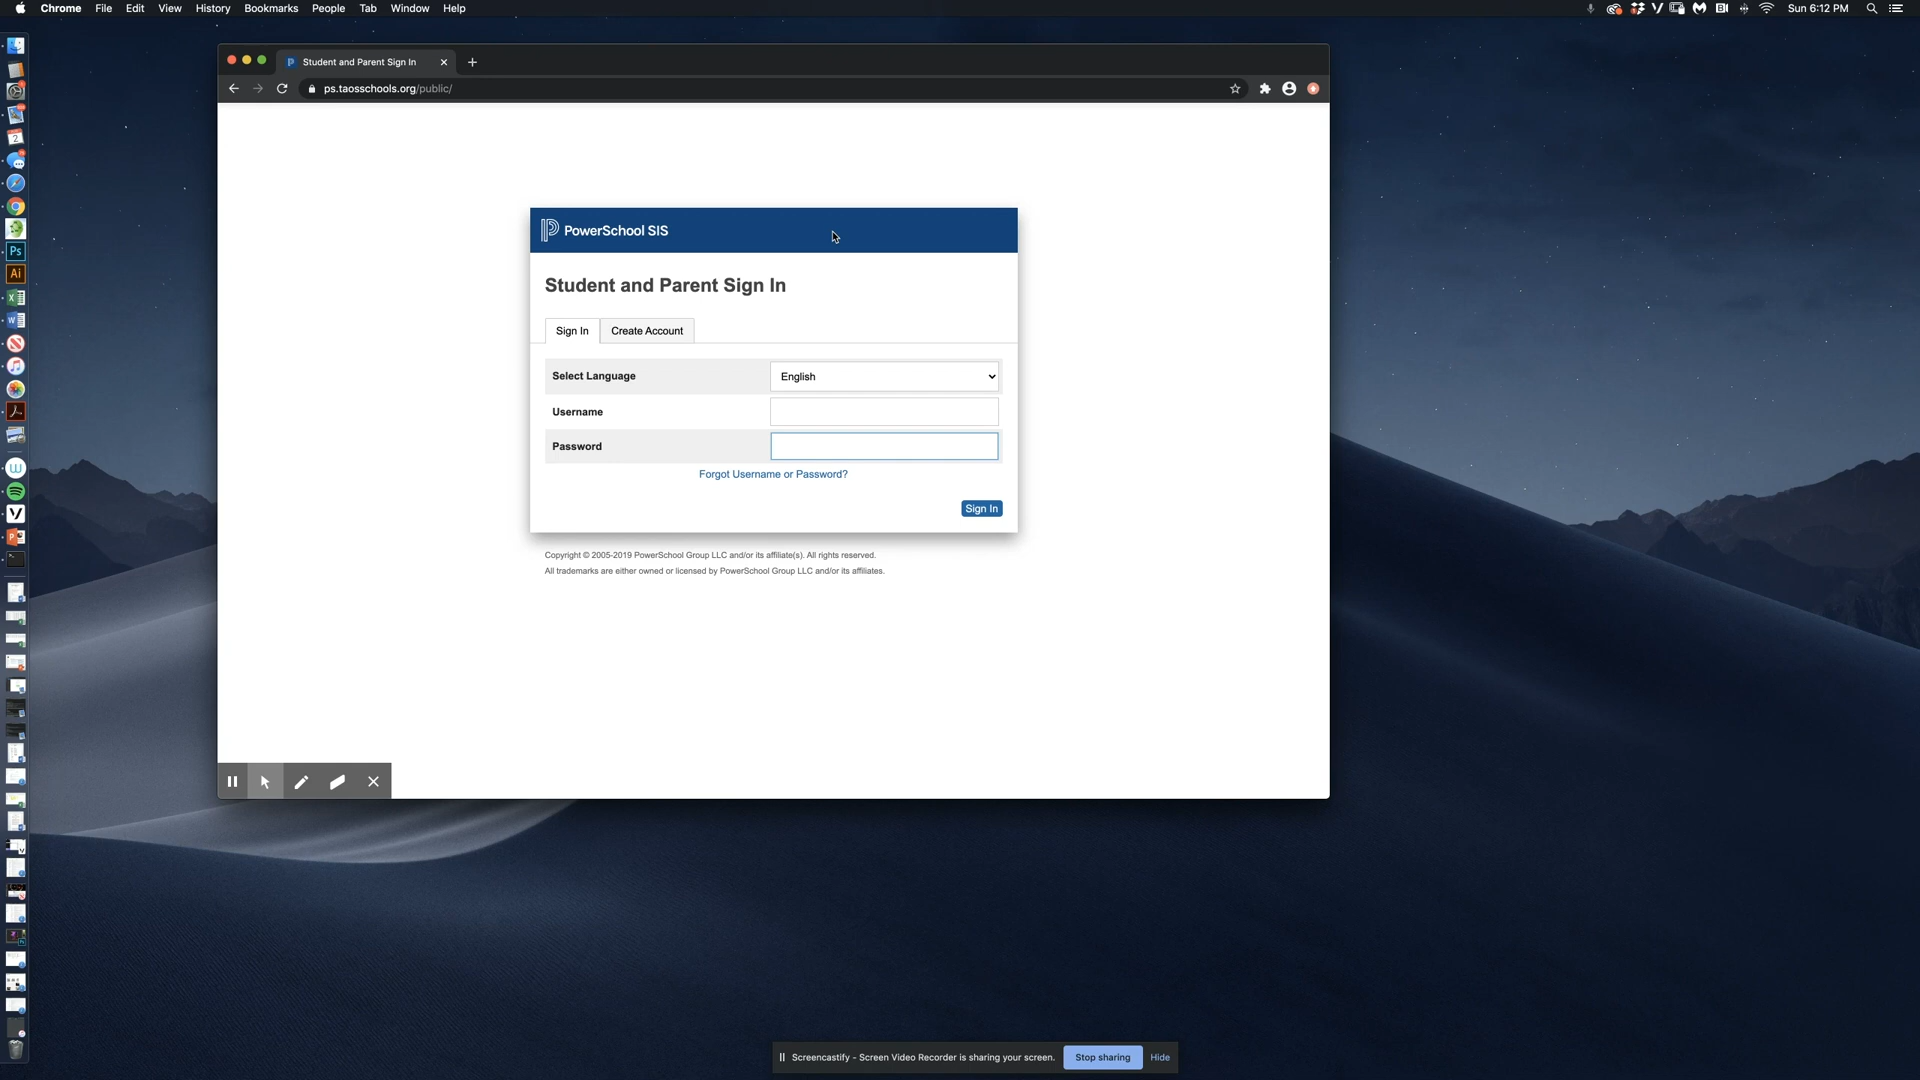 Chrome File Edit View History Bookmarks People Tab Window Help
Sun 6:12 PM
Student and Parent Sign In
ps.taosschools.org/public/
PowerSchool SIS
Student and Parent Sign In
Sign In
Create Account
Select Language
English
Username
Password
Forgot Username or Password?
Sign In
Copyright © 2005-2019 PowerSchool Group LLC and/or its affiliate(s). All rights reserved.
All trademarks are either owned or licensed by PowerSchool Group LLC and/or its affiliates.
Ps
Ai
Screencastify - Screen Video Recorder is sharing your screen.
Stop sharing
Hide